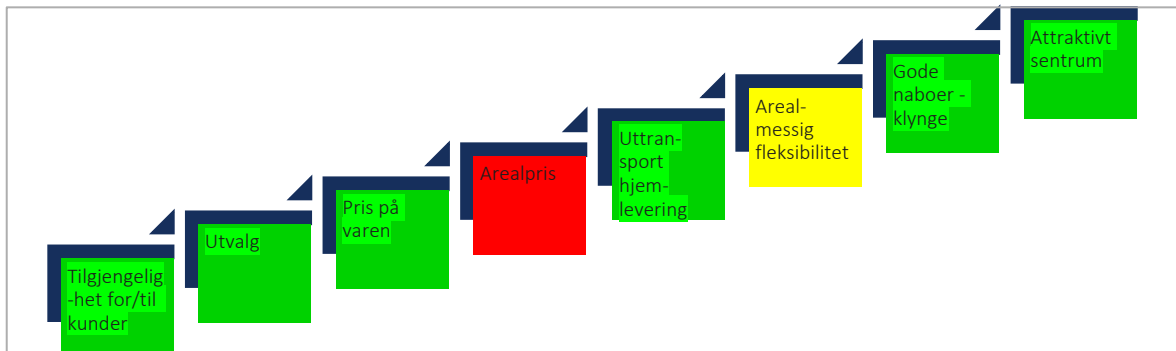 Tilgjengelig
-het for/til
kunder
Utvalg
Pris på
varen
Arealpris
Uttran-
sport
hjem-
levering
Areal-
messig
fleksibilitet
Gode
naboer -
klynge
Attraktivt
sentrum